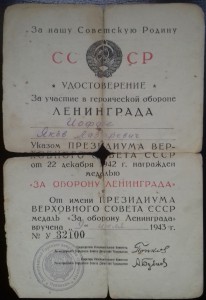 За нашу Советскую Родину
СССР
УДОСТОВЕРЕНИЕ
За участие в героической обороне
ЛЕНИНГРАДА
Указом ПРЕЗИДИУМА ВЕР-
ХОВНОГО СОВЕТА СССР
от 22 декабря 1942 г. награжден
медалью
«ЗА ОБОРОНУ ЛЕНИНГРАДА»
От имени ПРЕЗИДИУМА
ВЕРХОВНОГО СОВЕТА СССР
медаль «За оборону Ленинграда»
вручена 1943 г.
№ У 32100